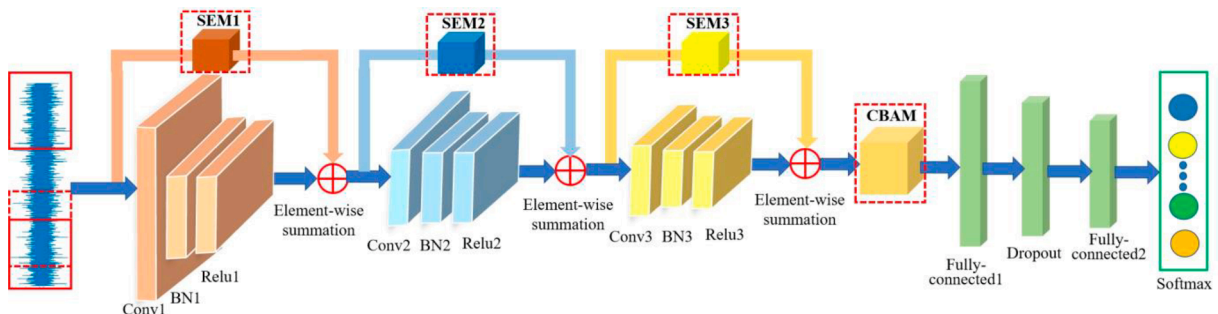 SEM1
SEM2
SEM3
CBAM
Element-wise
summation
Element-wise
summation
Element-wise
summation
Conv1
BN1
Relu1
Conv2
BN2
Relu2
Conv3
BN3
Relu3
Fully-
connected1
Dropout
Fully-
connected2
Softmax